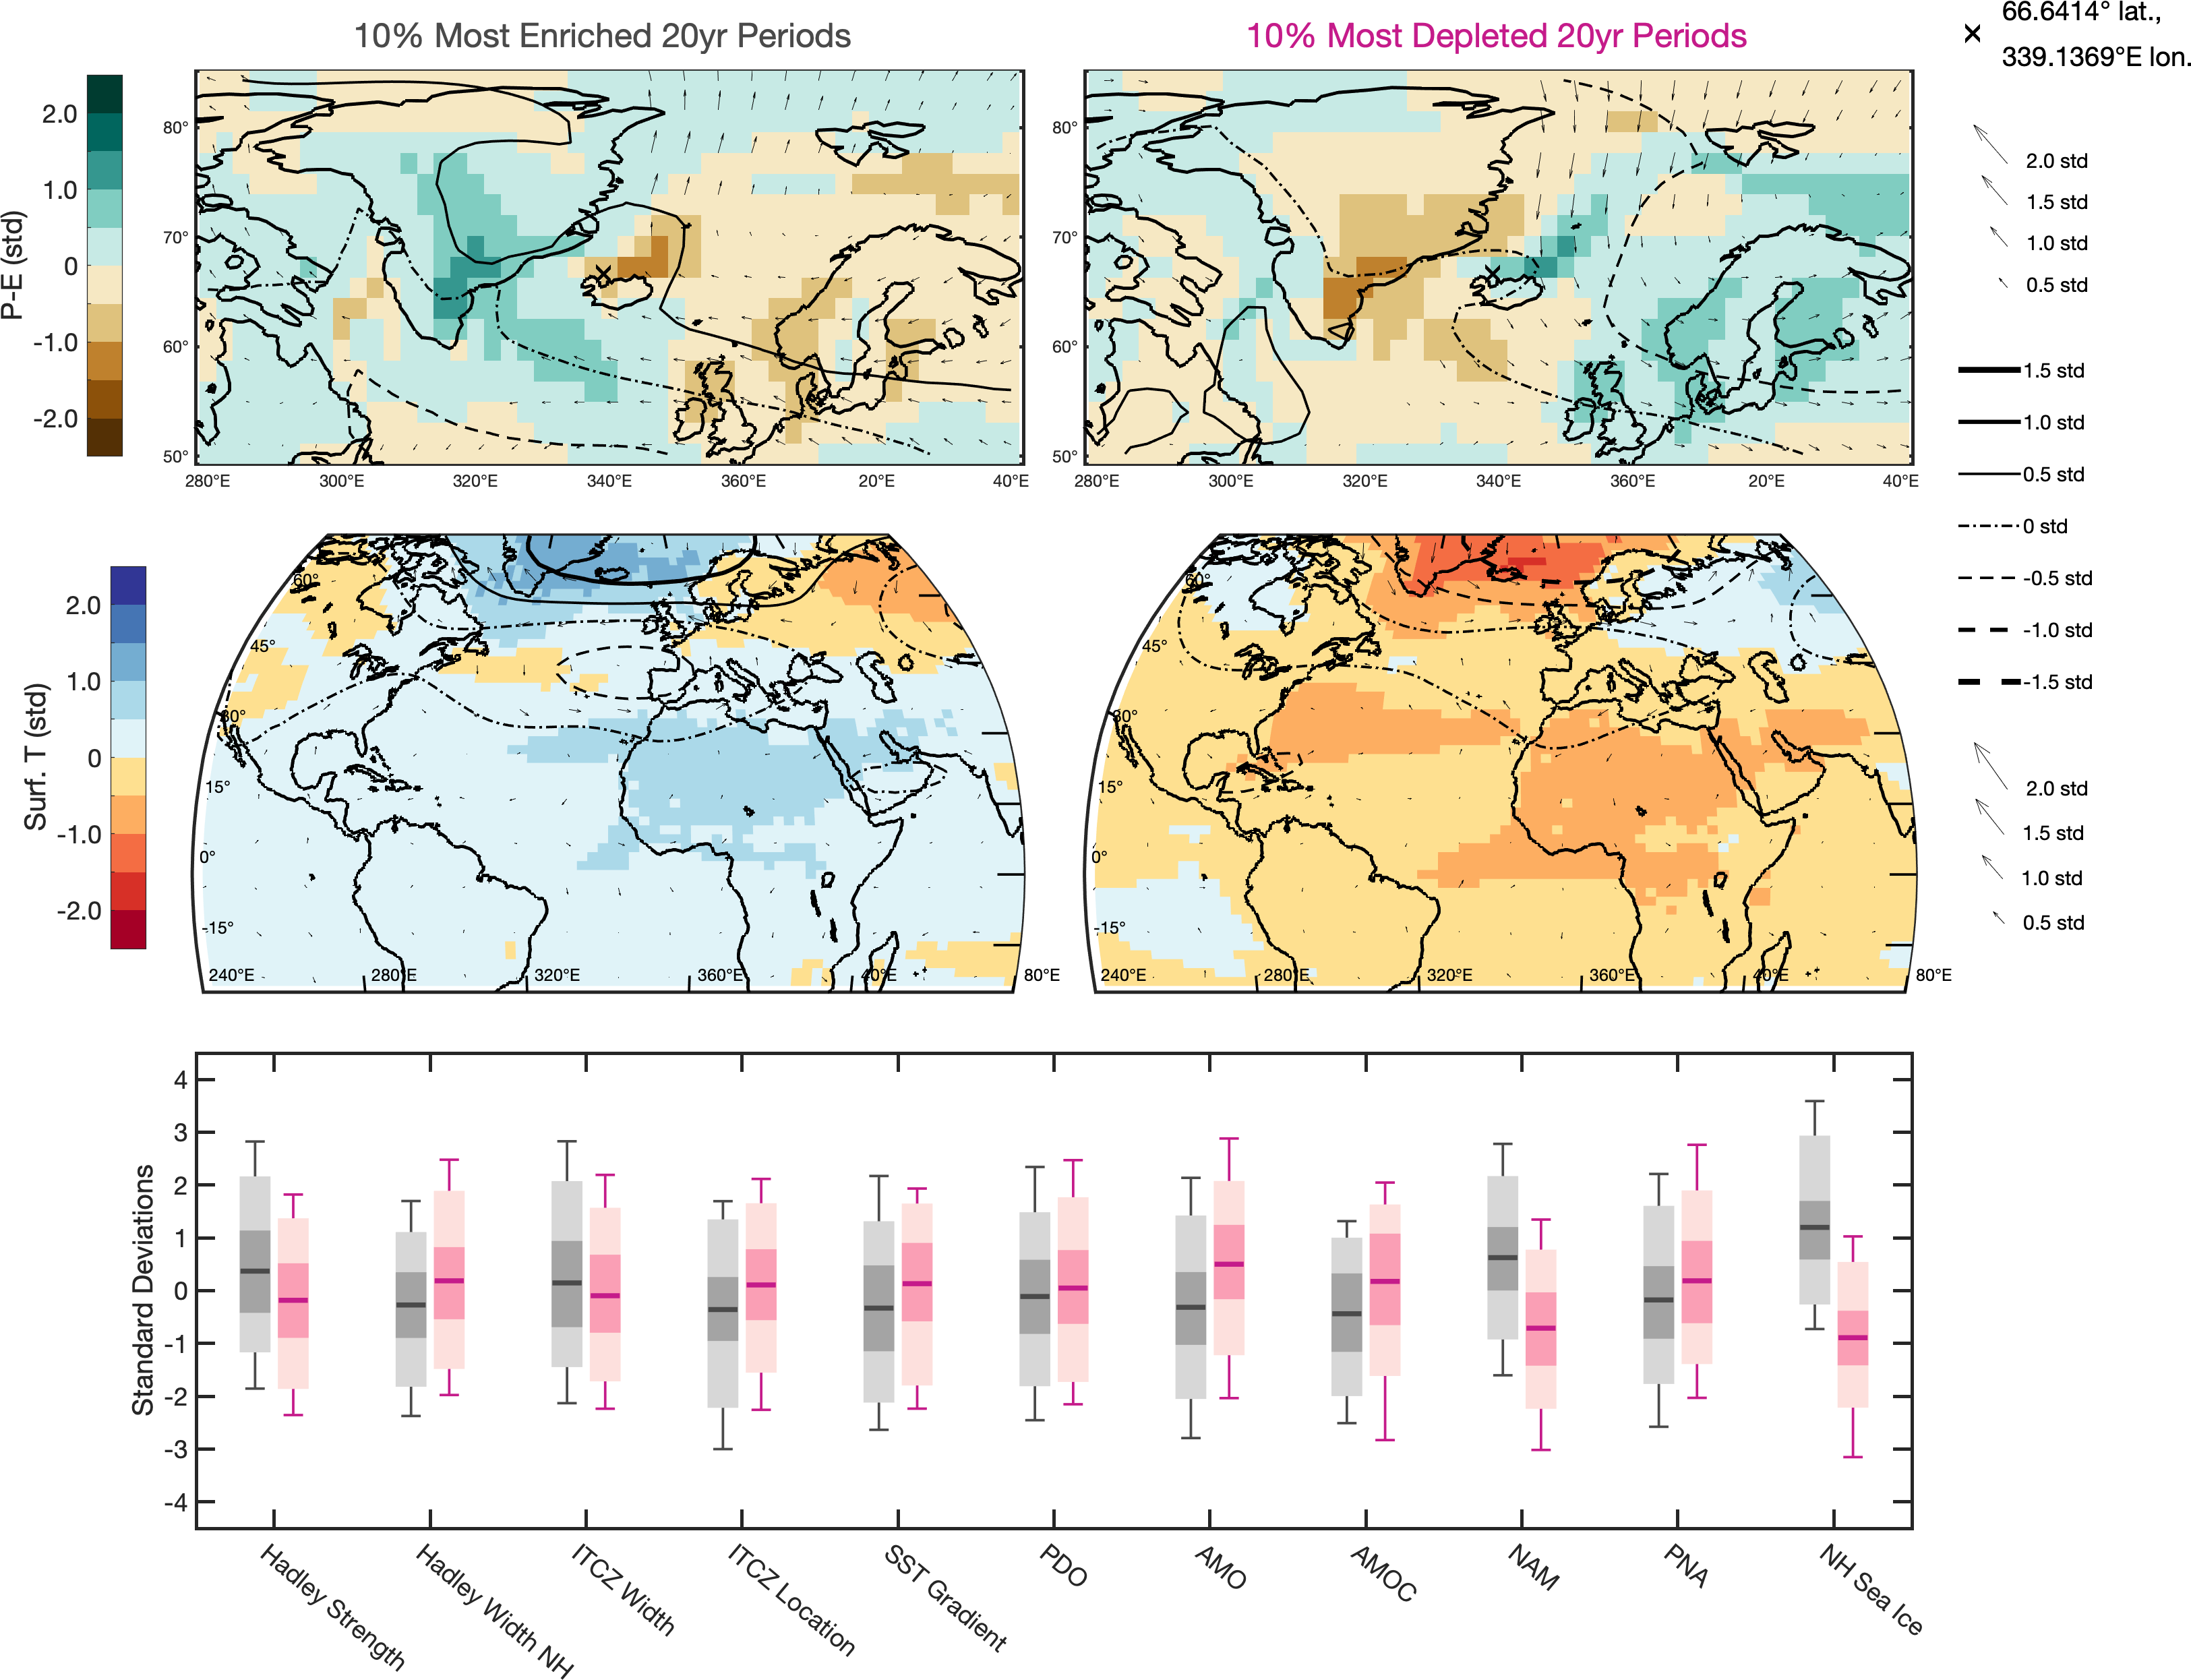 10% Most Enriched 20yr Periods
10% Most Depleted 20yr Periods
× 66.6414° lat.,
339.1369°E lon.
P-E (std)
2.0
1.0
0
-1.0
-2.0
80°
70°
60°
50°
280°E 300°E 320°E 340°E 360°E 20°E 40°E
80°
70°
60°
50°
280°E 300°E 320°E 340°E 360°E 20°E 40°E
2.0 std
1.5 std
1.0 std
0.5 std
1.5 std
1.0 std
0.5 std
0 std
-0.5 std
-1.0 std
-1.5 std
Surf. T (std)
2.0
1.0
0
-1.0
-2.0
60°
45°
30°
15°
0°
-15°
240°E 280°E 320°E 360°E 40°E 80°E
60°
45°
30°
15°
0°
-15°
240°E 280°E 320°E 360°E 40°E 80°E
2.0 std
1.5 std
1.0 std
0.5 std
Standard Deviations
4
3
2
1
0
-1
-2
-3
-4
Hadley Strength
Hadley Width NH
ITCZ Width
ITCZ Location
SST Gradient
PDO
AMO
AMOC
NAM
PNA
NH Sea Ice